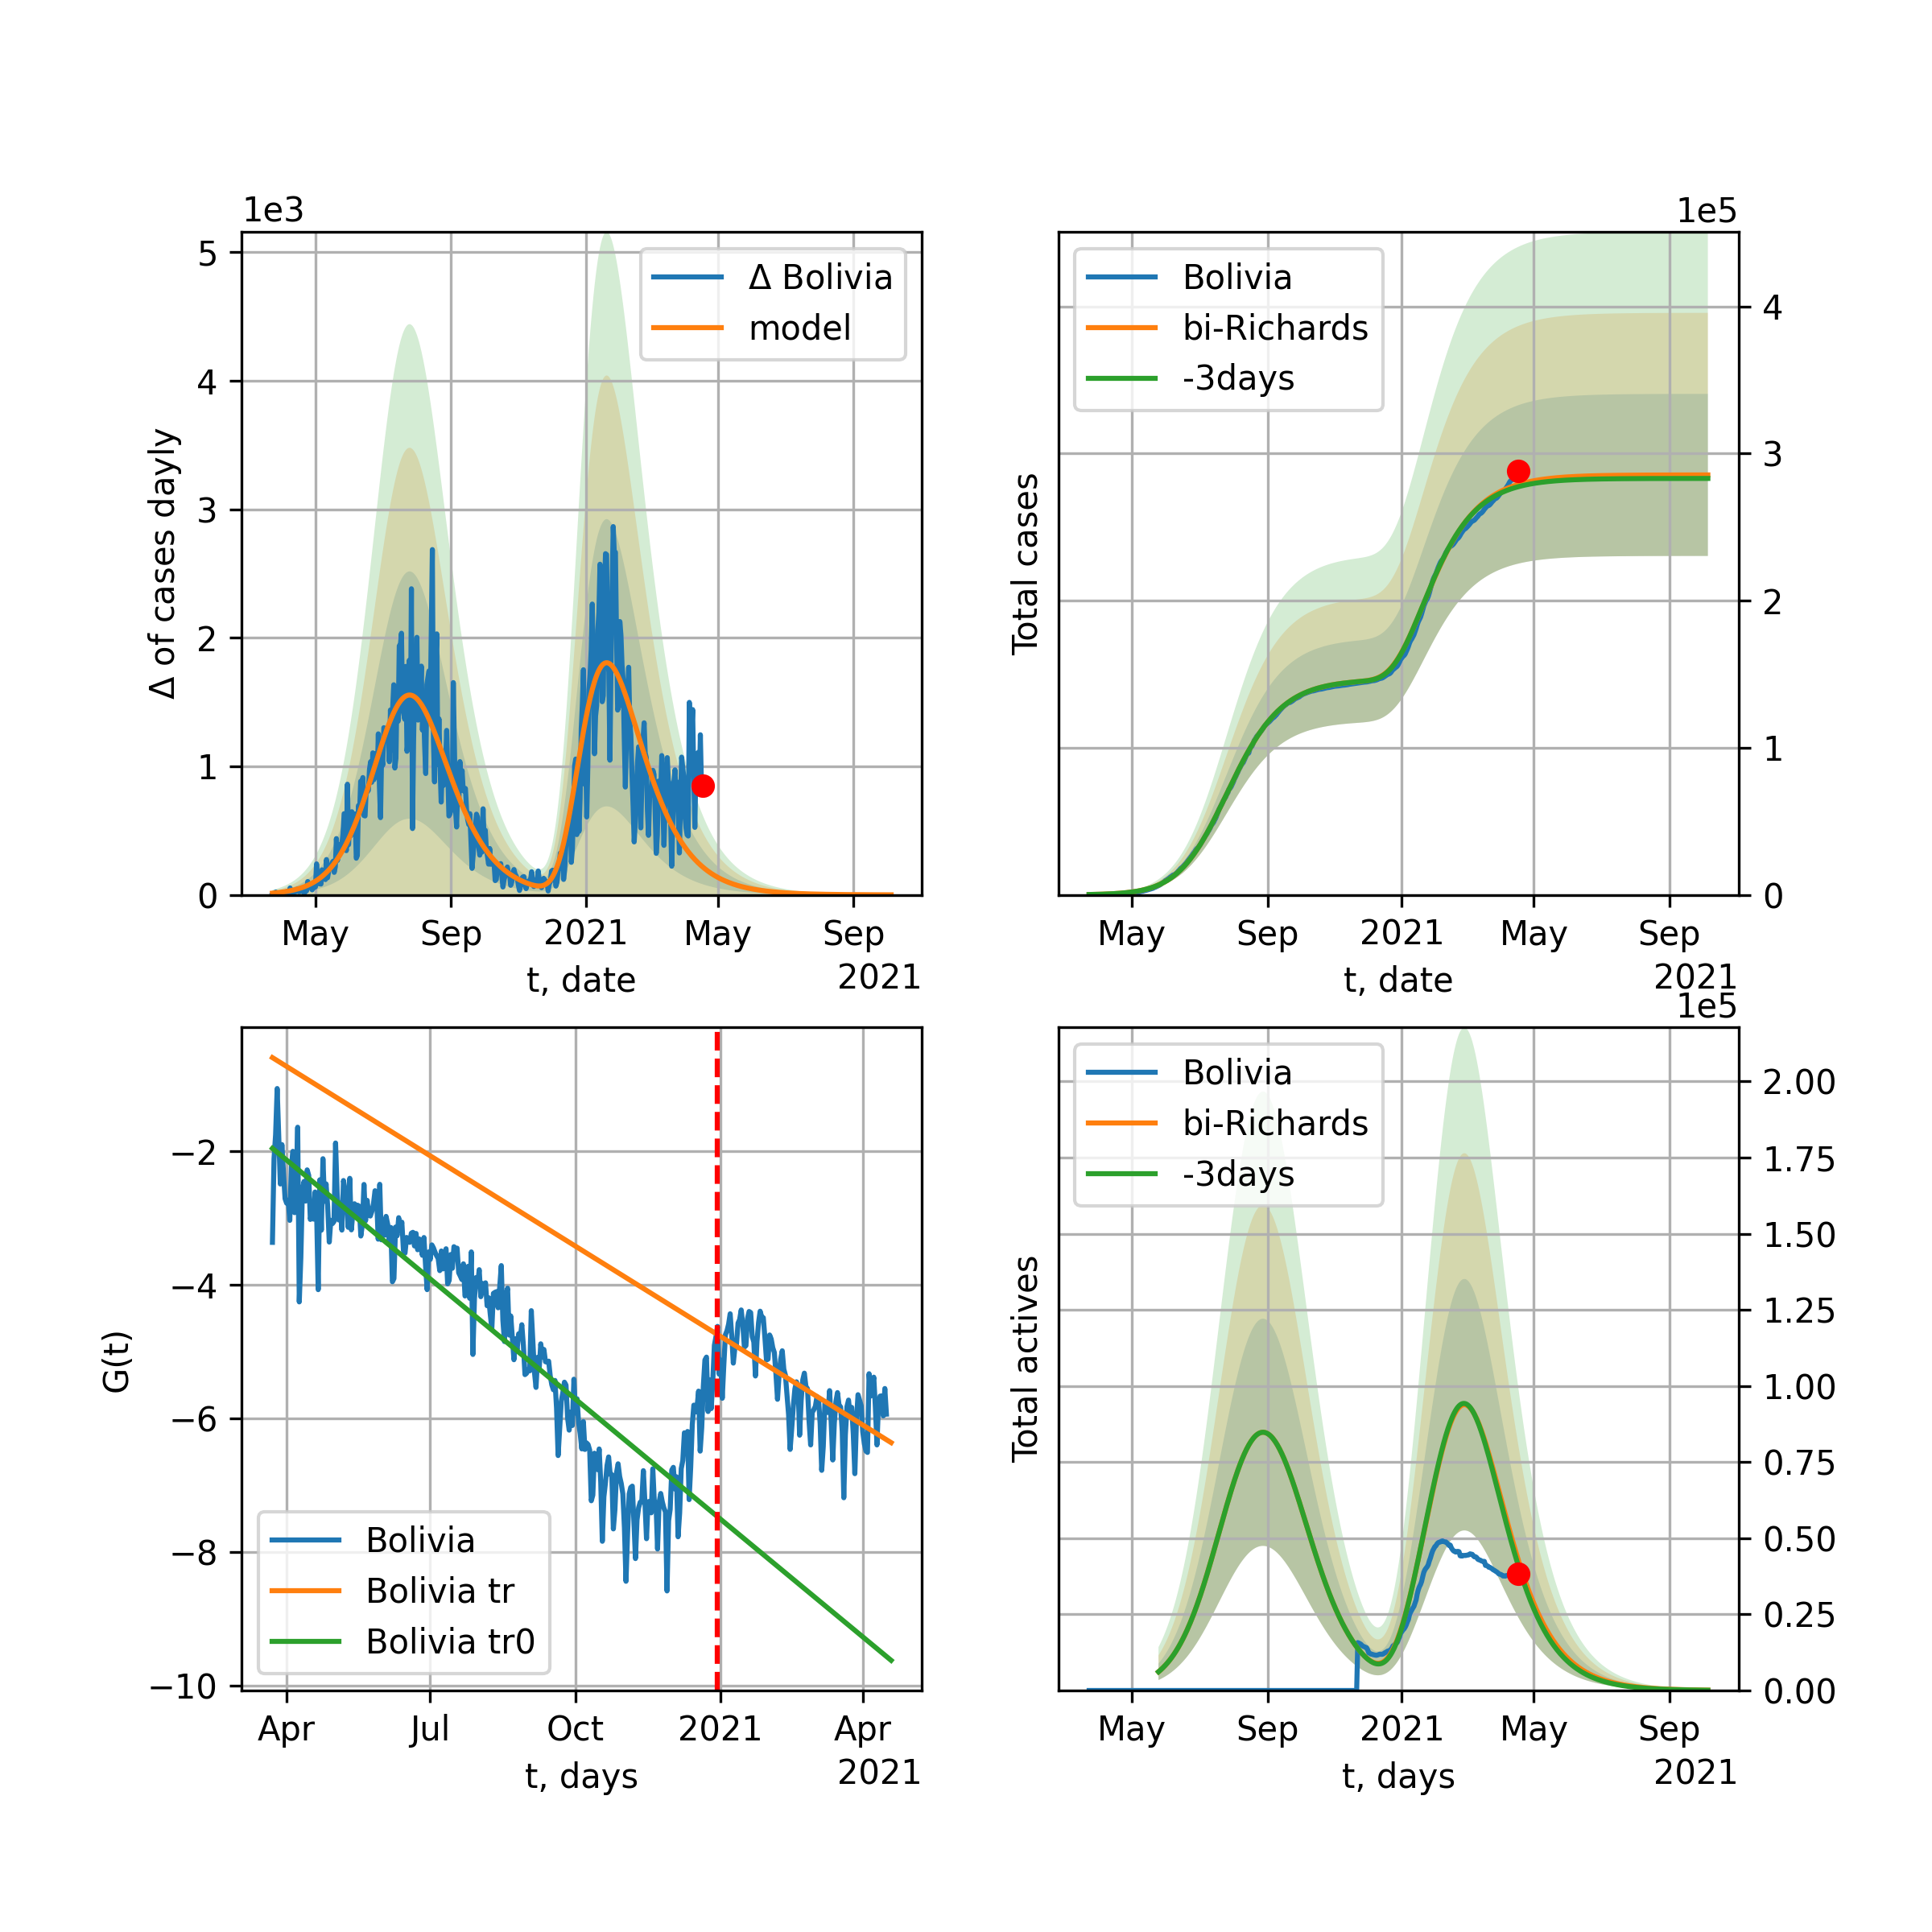 1e3
5
4
3
2
1
0
Δ of cases dayly
Δ Bolivia
model
May
Sep
2021
May
Sep
t, date
2021
1e5
4
3
2
1
0
Total cases
Bolivia
bi-Richards
-3days
May
Sep
2021
May
Sep
t, date
2021
−2
−4
−6
−8
−10
G(t)
Bolivia
Bolivia tr
Bolivia tr0
Apr
Jul
Oct
2021
Apr
t, days
2021
1e5
2.00
1.75
1.50
1.25
1.00
0.75
0.50
0.25
0.00
Total actives
Bolivia
bi-Richards
-3days
May
Sep
2021
May
Sep
t, days
2021